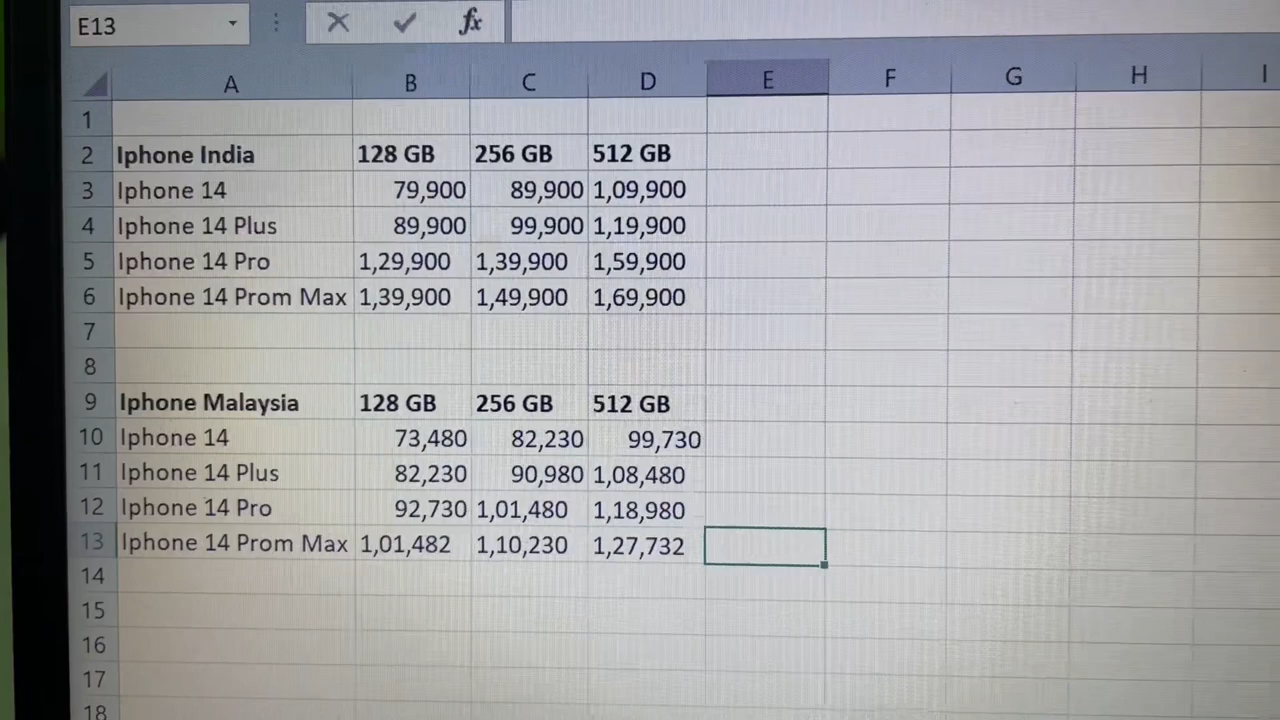 E13 fx
A B C D E F G H I
1
2 Iphone India 128 GB 256 GB 512 GB
3 Iphone 14 79,900 89,900 1,09,900
4 Iphone 14 Plus 89,900 99,900 1,19,900
5 Iphone 14 Pro 1,29,900 1,39,900 1,59,900
6 Iphone 14 Prom Max 1,39,900 1,49,900 1,69,900
7
8
9 Iphone Malaysia 128 GB 256 GB 512 GB
10 Iphone 14 73,480 82,230 99,730
11 Iphone 14 Plus 82,230 90,980 1,08,480
12 Iphone 14 Pro 92,730 1,01,480 1,18,980
13 Iphone 14 Prom Max 1,01,482 1,10,230 1,27,732
14
15
16
17
18